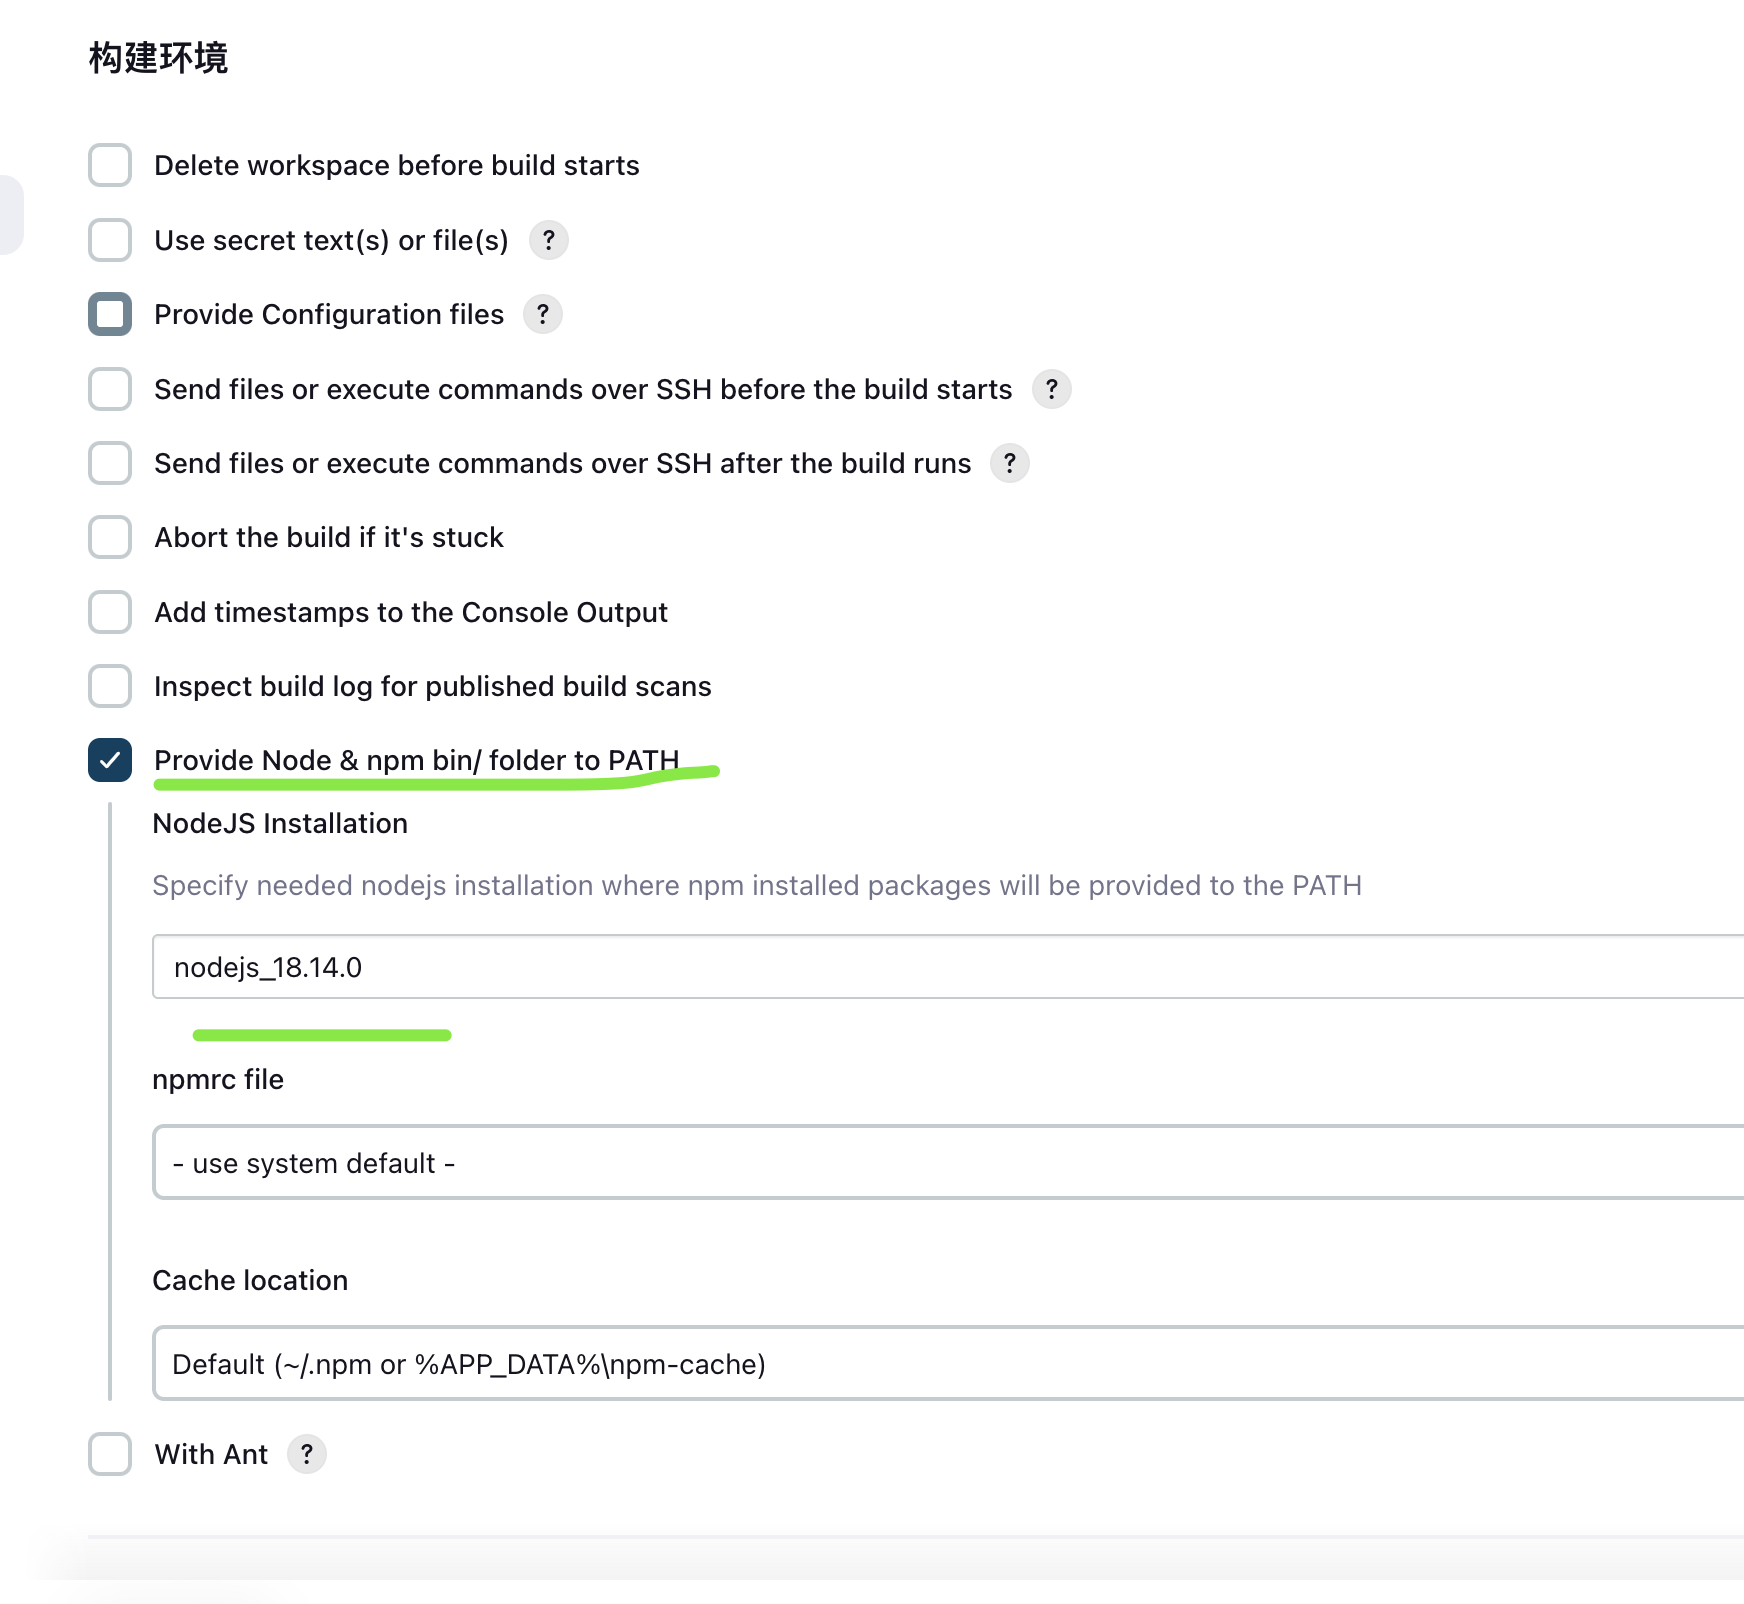 构建环境
Delete workspace before build starts
Use secret text(s) or file(s) ?
Provide Configuration files ?
Send files or execute commands over SSH before the build starts ?
Send files or execute commands over SSH after the build runs ?
Abort the build if it's stuck
Add timestamps to the Console Output
Inspect build log for published build scans
Provide Node & npm bin/ folder to PATH
NodeJS Installation
Specify needed nodejs installation where npm installed packages will be provided to the PATH
nodejs_18.14.0
npmrc file
- use system default -
Cache location
Default (~/.npm or %APP_DATA%\npm-cache)
With Ant ?